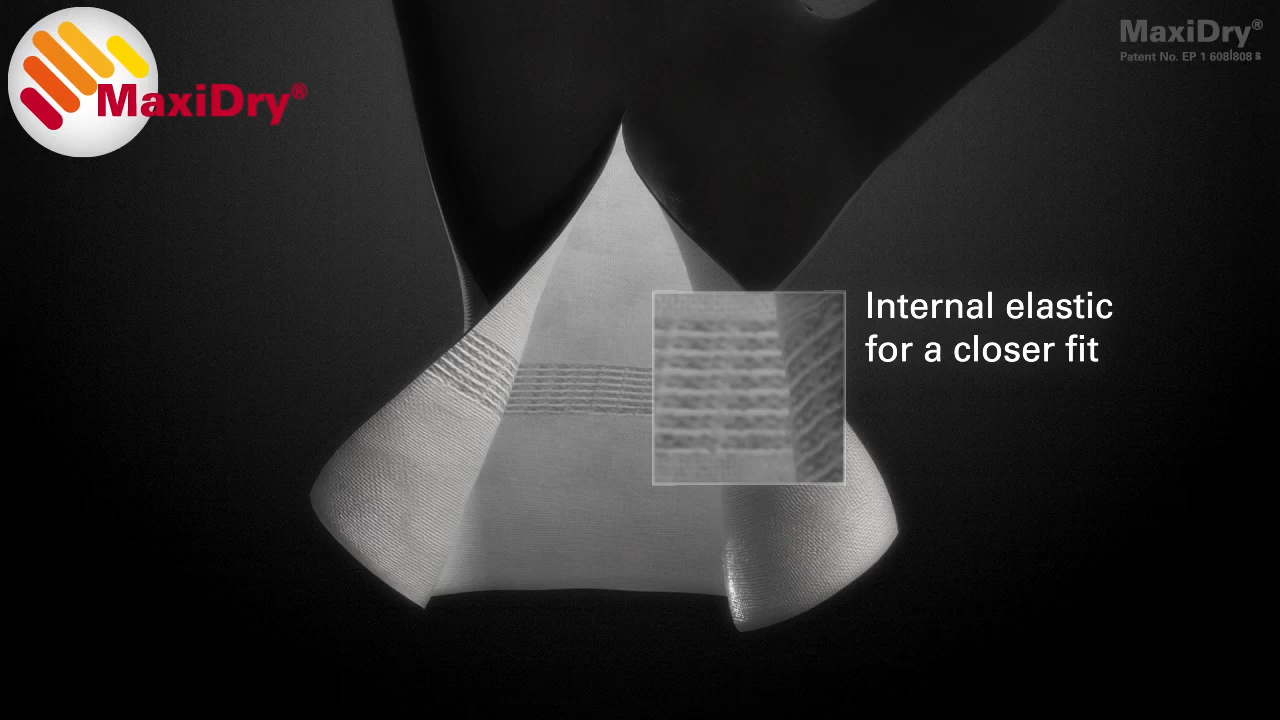 MaxiDry®
MaxiDry®
Patent No. EP 1 608 808
Internal elastic
for a closer fit